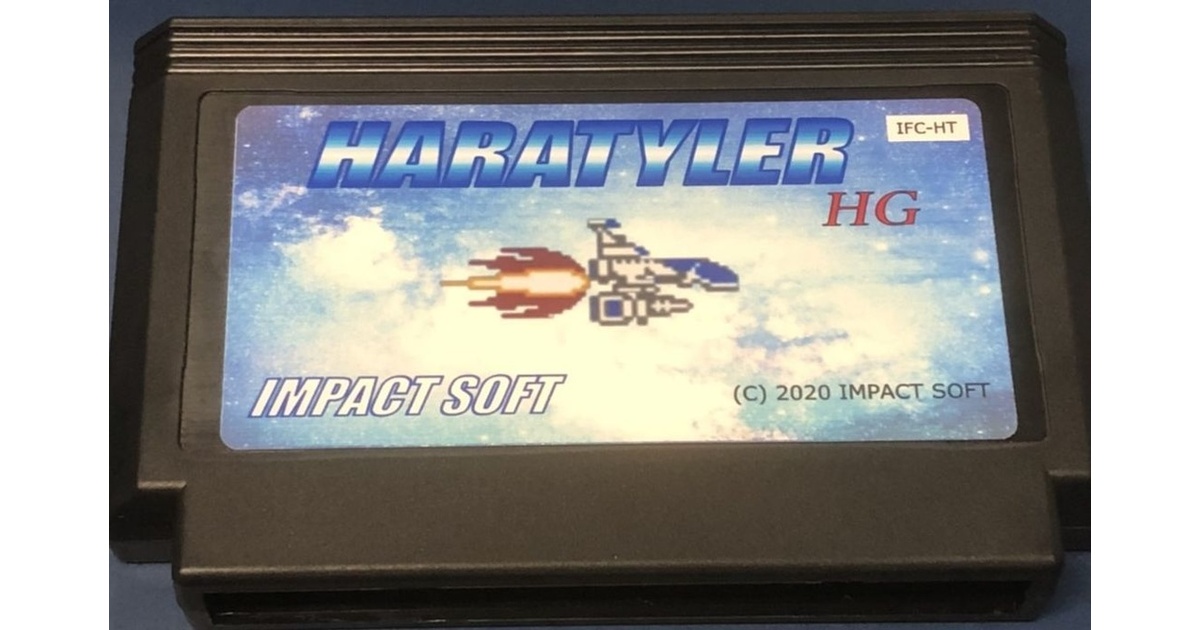 HARATYLER
IFC-HT
HG
IMPACT SOFT
(C) 2020 IMPACT SOFT